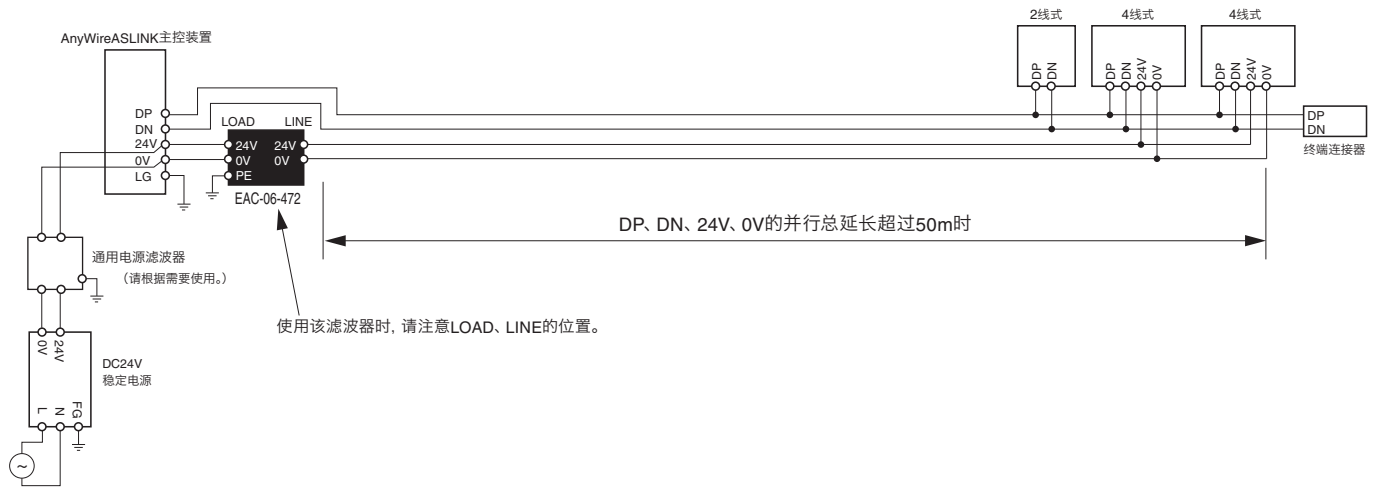 2线式
4线式
4线式
AnyWireASLINK主控装置
DP
DN
DP
DN
24V
0V
DP
DN
24V
0V
DP
DN
24V
0V
LG
LOAD
LINE
24V
24V
0V
0V
PE
EAC-06-472
DP
DN
终端连接器
DP、DN、24V、0V的并行总延长超过50m时
通用电源滤波器
（请根据需要使用。）
使用该滤波器时, 请注意LOAD、LINE的位置。
0V
24V
DC24V
稳定电源
L
N
FG
~